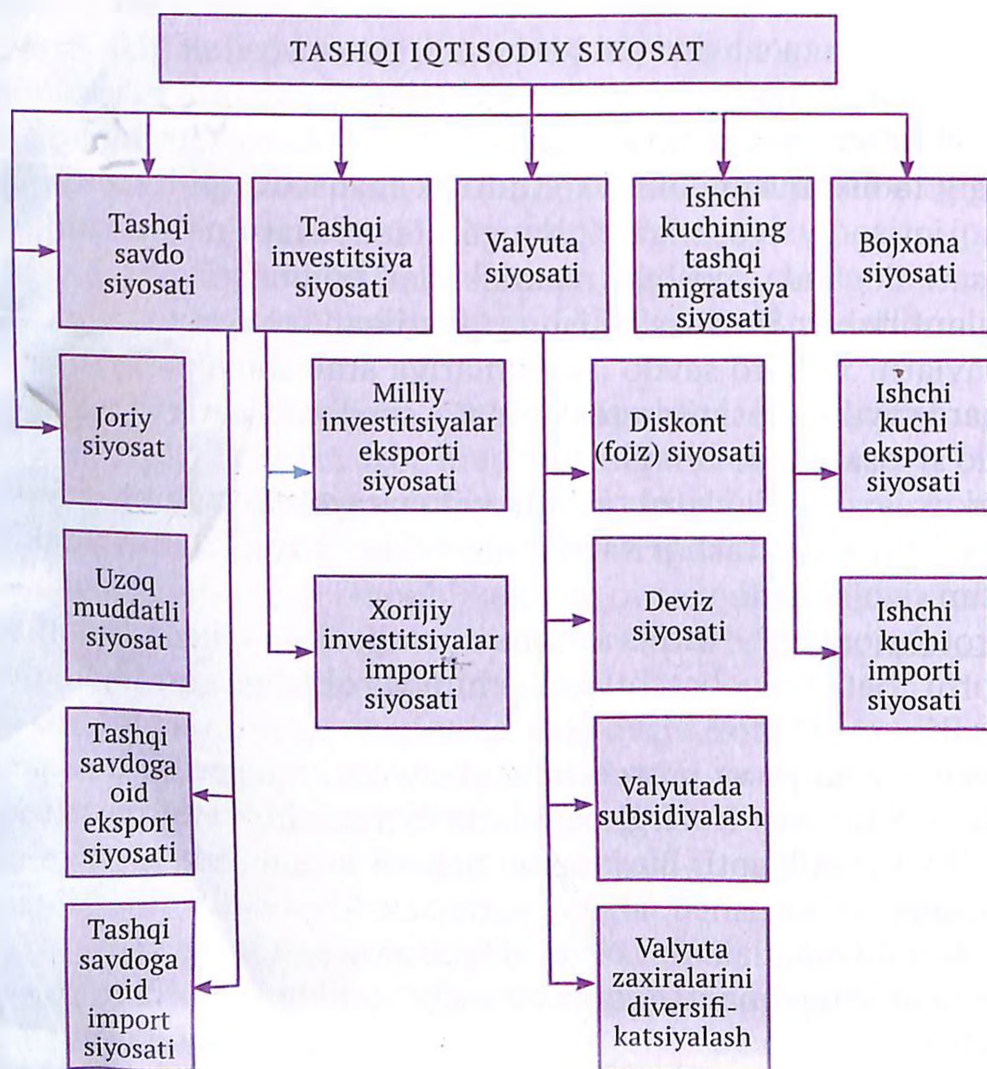 TASHQI IQTISODIY SIYOSAT
Tashqi
savdo
siyosati
Tashqi
investitsiya
siyosati
Valyuta
siyosati
Ishchi
kuchining
tashqi
migratsiya
siyosati
Bojxona
siyosati
Joriy
siyosat
Milliy
investitsiyalar
eksporti
siyosati
Diskont
(foiz) siyosati
Ishchi
kuchi
eksporti
siyosati
Uzoq
muddatli
siyosat
Xorijiy
investitsiyalar
importi
siyosati
Deviz
siyosati
Ishchi
kuchi
importi
siyosati
Tashqi
savdoga
oid
eksport
siyosati
Valyutada
subsidiyalash
Tashqi
savdoga
oid
import
siyosati
Valyuta
zaxiralarini
diversifi-
katsiyalash